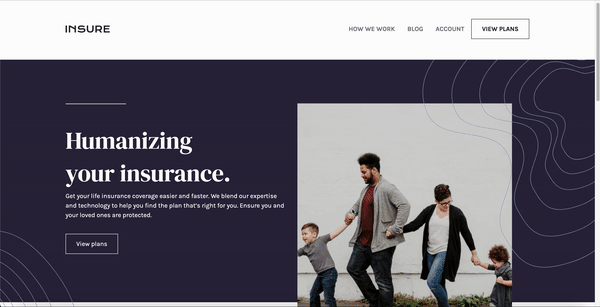 INSURE
HOW WE WORK BLOG ACCOUNT VIEW PLANS
Humanizing
your insurance.
Get your life insurance coverage easier and faster. We blend our expertise
and technology to help you find the plan that's right for you. Ensure you and
your loved ones are protected.
View plans